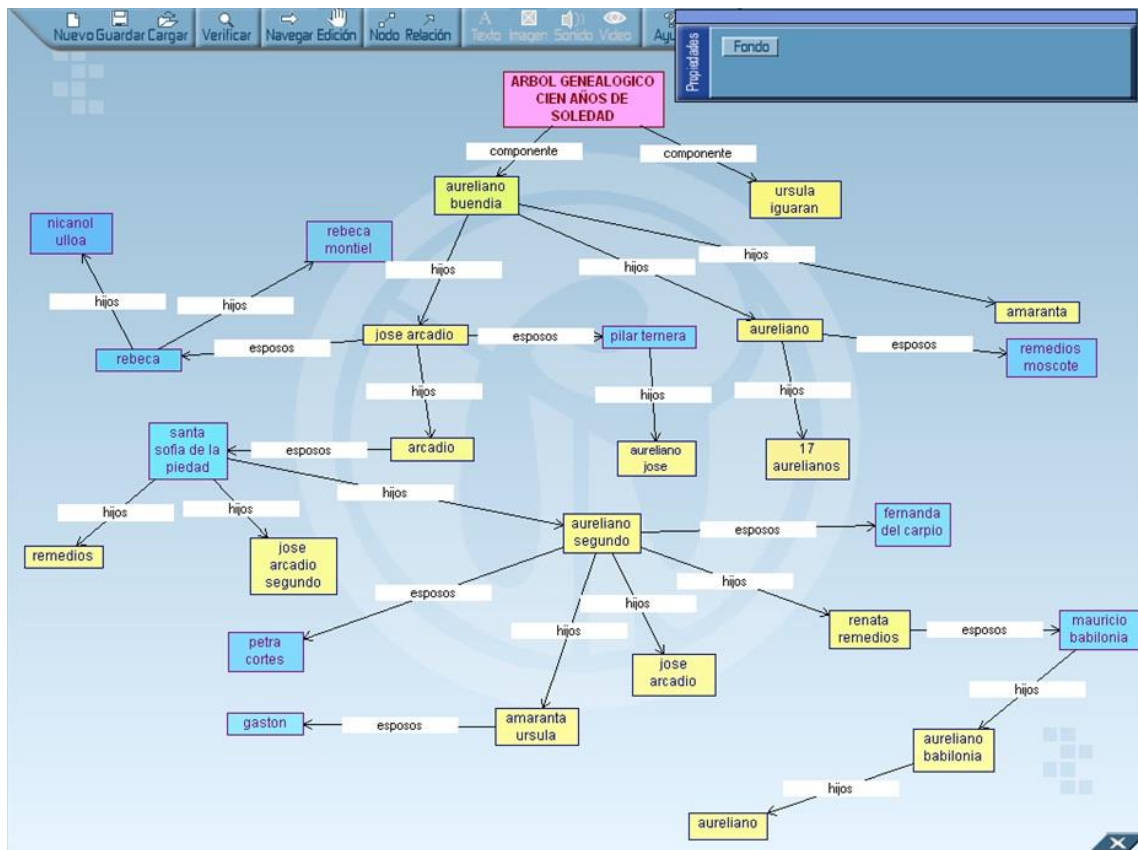 Nuevo Guardar Cargar Verificar Navegar Edición Nodo Relación Texto Imagen Sonido Video
Propiedades
Fondo
ARBOL GENEALOGICO
CIEN AÑOS DE
SOLEDAD
componente
componente
aureliano
buendia
ursula
iguaran
nicanol
ulloa
rebeca
montiel
hijos
hijos
hijos
hijos
hijos
amaranta
rebeca
esposos
jose arcadio
esposos
pilar ternera
aureliano
esposos
remedios
moscote
hijos
hijos
hijos
santa
sofia de la
piedad
esposos
arcadio
aureliano
jose
17
aurelianos
hijos
hijos
hijos
remedios
jose
arcadio
segundo
aureliano
segundo
esposos
fernanda
del carpio
esposos
hijos
hijos
hijos
petra
cortes
jose
arcadio
renata
remedios
esposos
mauricio
babilonia
gaston
esposos
amaranta
ursula
hijos
aureliano
babilonia
hijos
aureliano